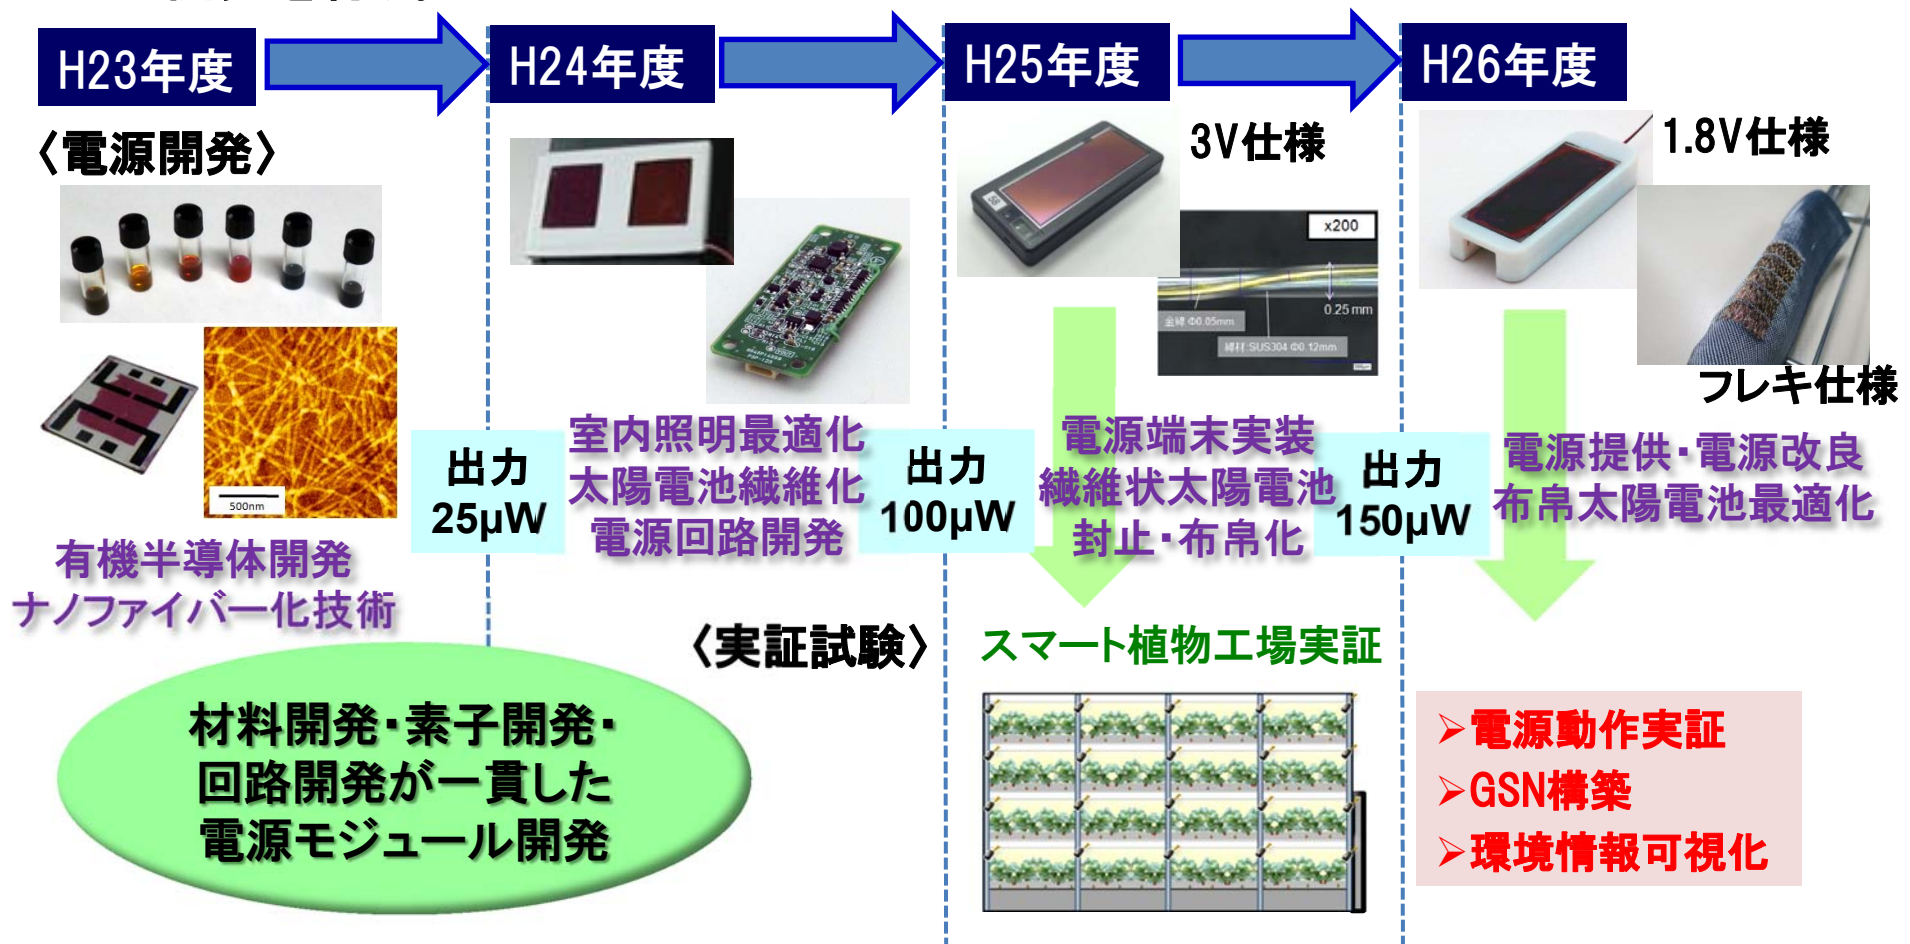 H23年度
H24年度
H25年度
H26年度
〈電源開発〉
3V仕様
1.8V仕様
x200
0.25 mm
金線 Φ0.05mm
線材:SUS304 Φ0.12mm
フレキ仕様
500nm
有機半導体開発
ナノファイバー化技術
出力
25μW
室内照明最適化
太陽電池繊維化
電源回路開発
出力
100μW
電源端末実装
繊維状太陽電池
封止・布帛化
出力
150μW
電源提供・電源改良
布帛太陽電池最適化
〈実証試験〉
スマート植物工場実証
材料開発・素子開発・
回路開発が一貫した
電源モジュール開発
➢電源動作実証
➢GSN構築
➢環境情報可視化